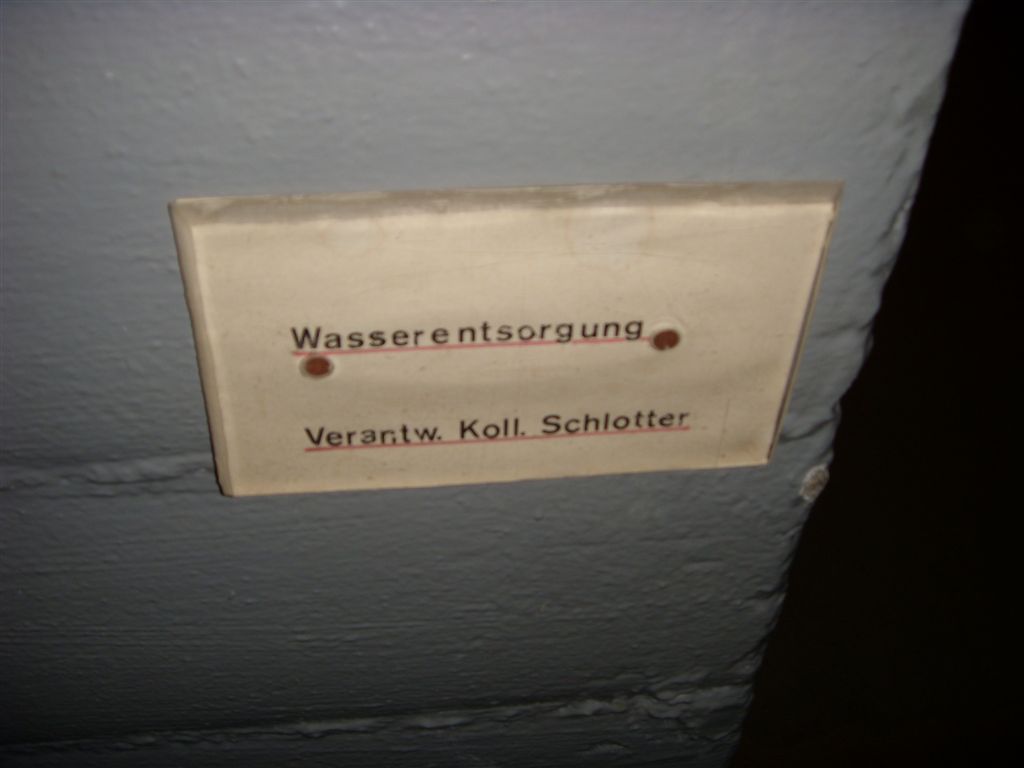 Wasserentsorgung
Verantw. Koll. Schlotter